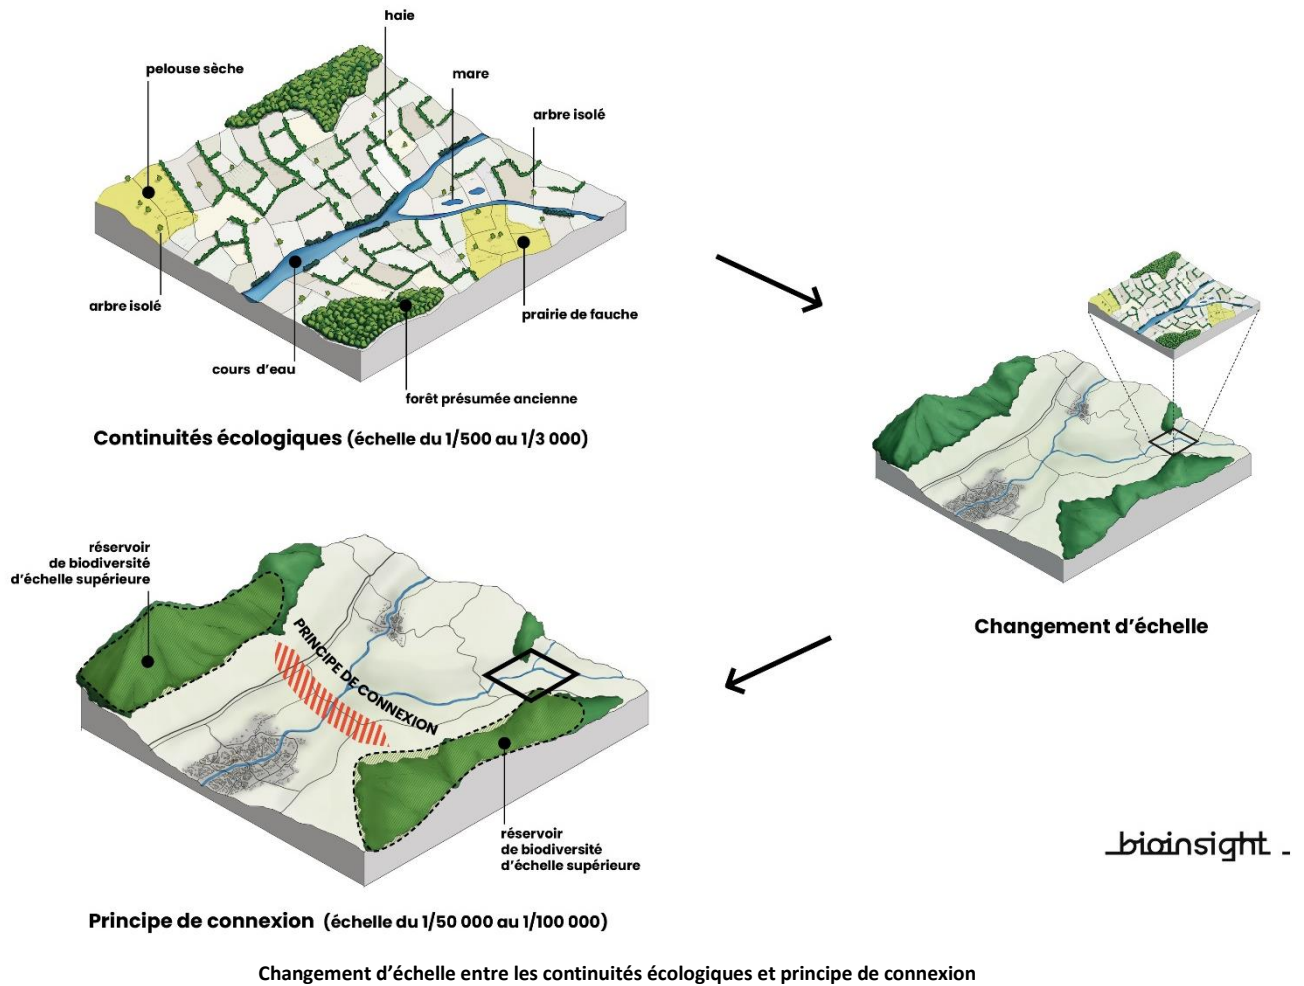 haie
pelouse sèche
mare
arbre isolé
arbre isolé
prairie de fauche
cours d'eau
forêt présumée ancienne
Continuités écologiques (échelle du 1/500 au 1/3 000)
Changement d'échelle
réservoir
de biodiversité
d'échelle supérieure
PRINCIPE DE CONNEXION
réservoir
de biodiversité
d'échelle supérieure
bioinsight
Principe de connexion (échelle du 1/50 000 au 1/100 000)
Changement d'échelle entre les continuités écologiques et principe de connexion